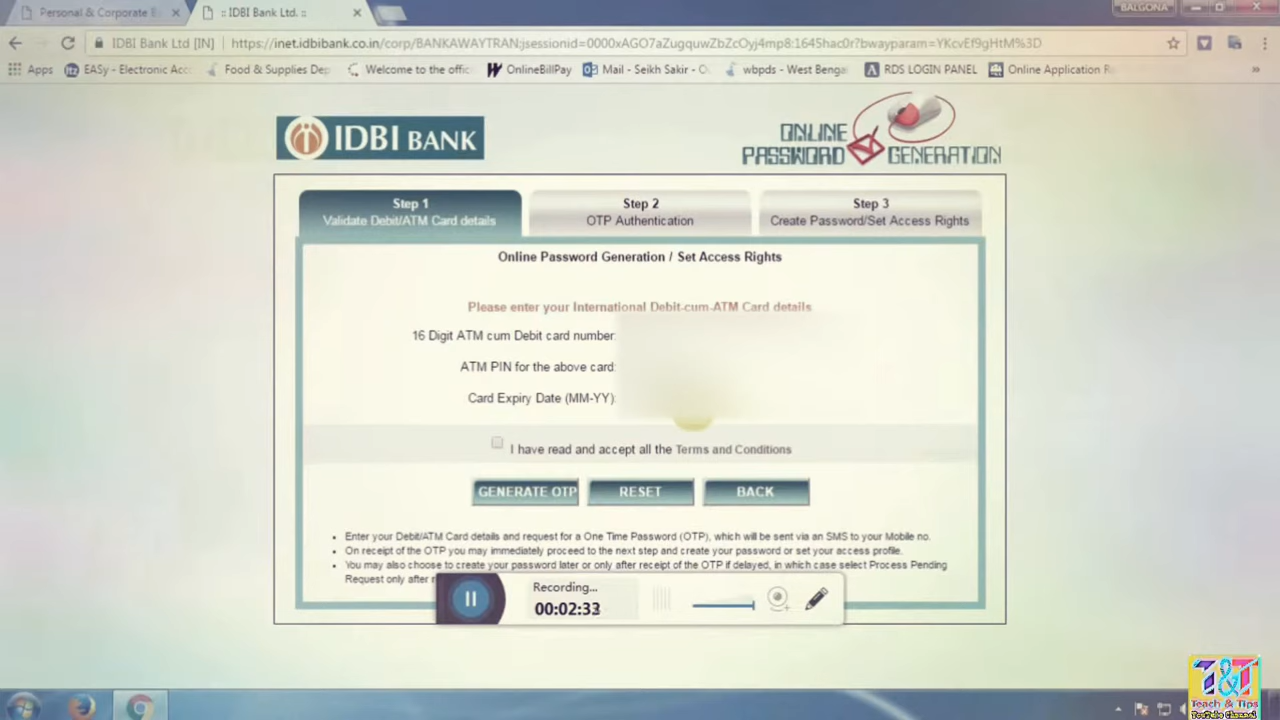 Personal & Corporate B
:: IDBI Bank Ltd. ::
BALGONA
IDBI Bank Ltd [IN]
https://inet.idbibank.co.in/corp/BANKAWAYTRAN;jsessionid=0000xAGO7aZugquwZbZcOyj4mp8:1645hac0r?bwayparam=YKcvEf9gHtM%3D
Apps
EASy - Electronic Acc
Food & Supplies Dep
Welcome to the offic
OnlineBillPay
Mail - Seikh Sakir - O
wbpds - West Benga
RDS LOGIN PANEL
Online Application R
IDBI BANK
ONLINE
PASSWORD GENERATION
Step 1
Validate Debit/ATM Card details
Step 2
OTP Authentication
Step 3
Create Password/Set Access Rights
Online Password Generation / Set Access Rights
Please enter your International Debit-cum-ATM Card details
16 Digit ATM cum Debit card number:
ATM PIN for the above card:
Card Expiry Date (MM-YY):
I have read and accept all the Terms and Conditions
GENERATE OTP
RESET
BACK
• Enter your Debit/ATM Card details and request for a One Time Password (OTP), which will be sent via an SMS to your Mobile no.
• On receipt of the OTP you may immediately proceed to the next step and create your password or set your access profile.
• You may also choose to create your password later or only after receipt of the OTP if delayed, in which case select Process Pending
Request only after
Recording...
00:02:33
T&T
Teach & Tips
YouTube Channel